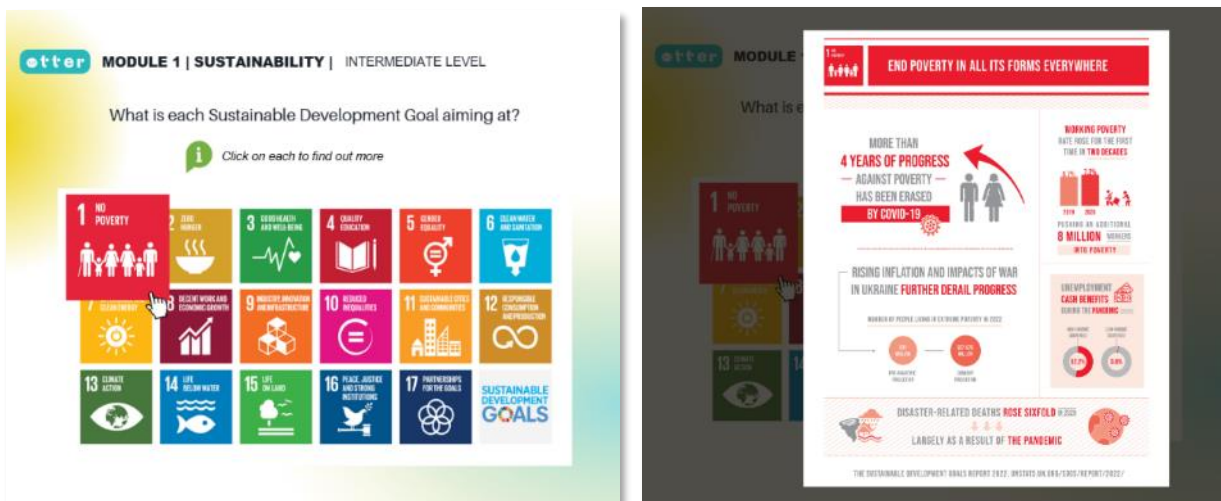 otter MODULE 1 | SUSTAINABILITY | INTERMEDIATE LEVEL
What is each Sustainable Development Goal aiming at?
i Click on each to find out more
1 NO
POVERTY
2 ZERO
HUNGER
3 GOOD HEALTH
AND WELL-BEING
4 QUALITY
EDUCATION
5 GENDER
EQUALITY
6 CLEAN WATER
AND SANITATION
7
CLEAN ENERGY
8 DECENT WORK AND
ECONOMIC GROWTH
9 INDUSTRY, INNOVATION
AND INFRASTRUCTURE
10 REDUCED
INEQUALITIES
11 SUSTAINABLE CITIES
AND COMMUNITIES
12 RESPONSIBLE
CONSUMPTION
AND PRODUCTION
13 CLIMATE
ACTION
14 LIFE
BELOW WATER
15 LIFE
ON LAND
16 PEACE, JUSTICE
AND STRONG
INSTITUTIONS
17 PARTNERSHIPS
FOR THE GOALS
SUSTAINABLE
DEVELOPMENT
GOALS
otter MODULE
What is e
1 NO
POVERTY
13 CLIMATE
ACTION
1 NO
POVERTY
END POVERTY IN ALL ITS FORMS EVERYWHERE
MORE THAN
4 YEARS OF PROGRESS
AGAINST POVERTY
HAS BEEN ERASED
BY COVID-19
WORKING POVERTY
RATE ROSE FOR THE FIRST
TIME IN TWO DECADES
2019 2020
PUSHING AN ADDITIONAL
8 MILLION WORKERS
INTO POVERTY
RISING INFLATION AND IMPACTS OF WAR
IN UKRAINE FURTHER DERAIL PROGRESS
NUMBER OF PEOPLE LIVING IN EXTREME POVERTY IN 2022
UNEMPLOYMENT
CASH BENEFITS
DURING THE PANDEMIC
DISASTER-RELATED DEATHS ROSE SIXFOLD IN 2020
LARGELY AS A RESULT OF THE PANDEMIC
THE SUSTAINABLE DEVELOPMENT GOALS REPORT 2022: UNSTATS.UN.ORG/SDGS/REPORT/2022/